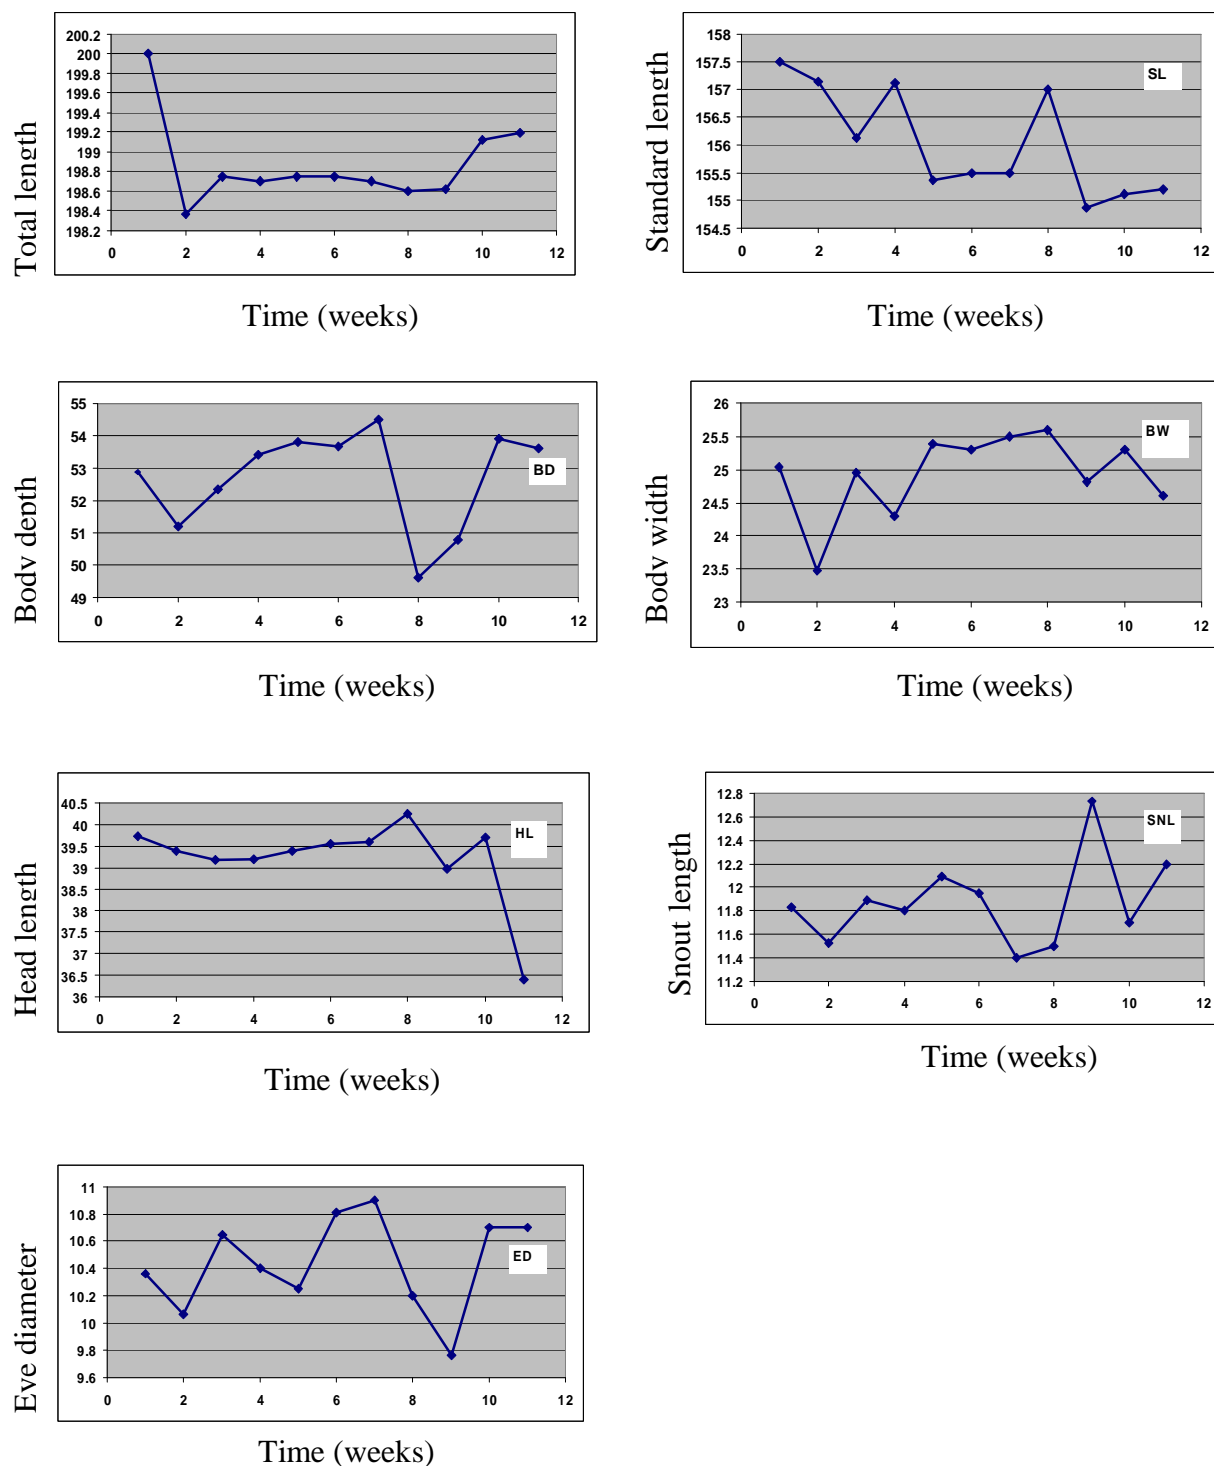 200.2
200
199.8
199.6
199.4
199.2
199
198.8
198.6
198.4
198.2
0 2 4 6 8 10 12
Total length
Time (weeks)
158
157.5
157
156.5
156
155.5
155
154.5
0 2 4 6 8 10 12
SL
Standard length
Time (weeks)
55
54
53
52
51
50
49
0 2 4 6 8 10 12
BD
Body depth
Time (weeks)
26
25.5
25
24.5
24
23.5
23
0 2 4 6 8 10 12
BW
Body width
Time (weeks)
40.5
40
39.5
39
38.5
38
37.5
37
36.5
36
0 2 4 6 8 10 12
HL
Head length
Time (weeks)
12.8
12.6
12.4
12.2
12
11.8
11.6
11.4
11.2
0 2 4 6 8 10 12
SNL
Snout length
Time (weeks)
11
10.8
10.6
10.4
10.2
10
9.8
9.6
0 2 4 6 8 10 12
ED
Eye diameter
Time (weeks)